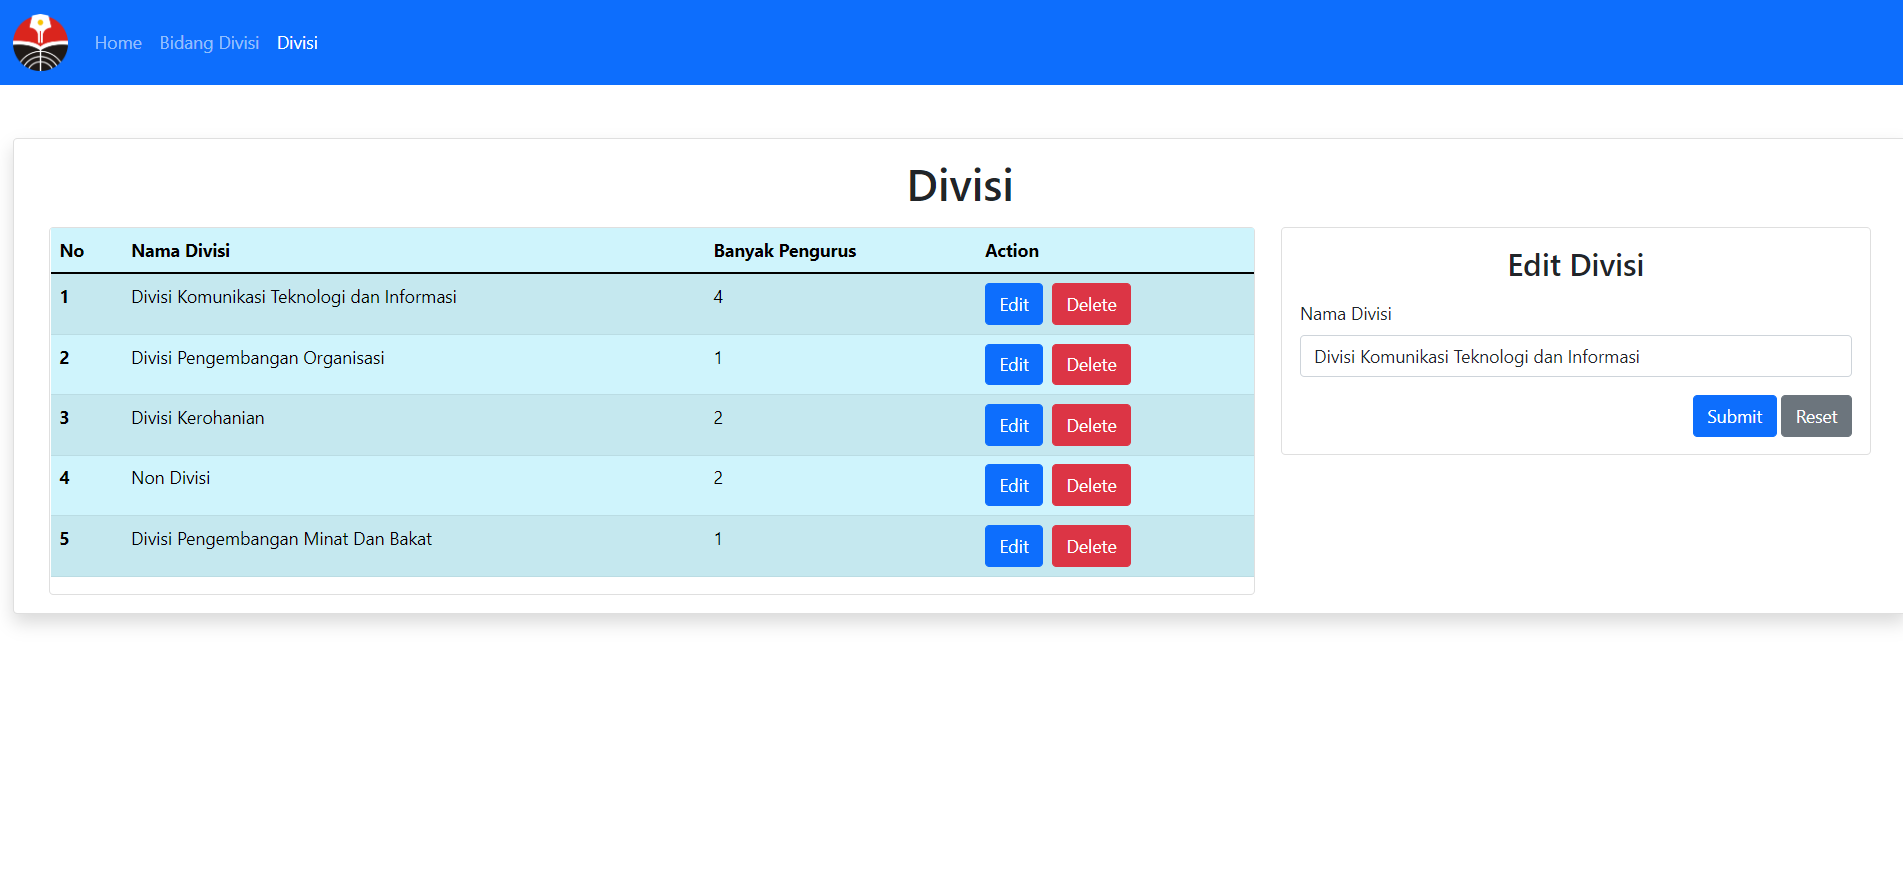 Home Bidang Divisi Divisi
Divisi
No Nama Divisi Banyak Pengurus Action
1 Divisi Komunikasi Teknologi dan Informasi 4 Edit Delete
2 Divisi Pengembangan Organisasi 1 Edit Delete
3 Divisi Kerohanian 2 Edit Delete
4 Non Divisi 2 Edit Delete
5 Divisi Pengembangan Minat Dan Bakat 1 Edit Delete
Edit Divisi
Nama Divisi
Divisi Komunikasi Teknologi dan Informasi
Submit Reset